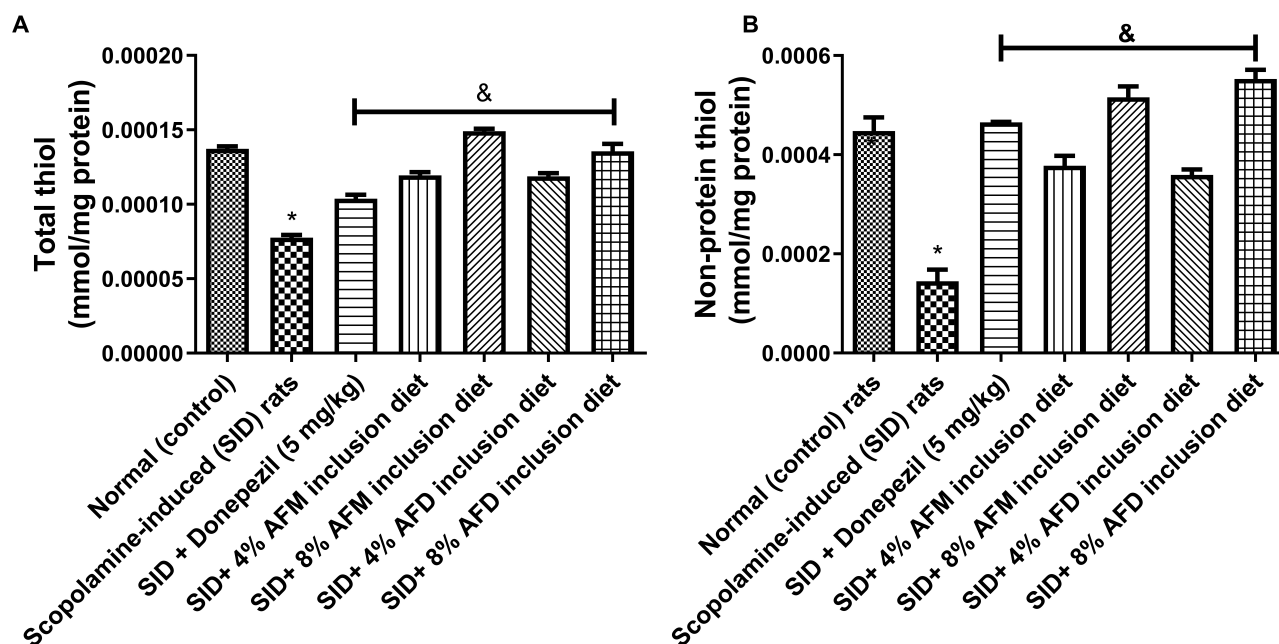 A
Total thiol
(mmol/mg protein)
0.00020
0.00015
0.00010
0.00005
0.00000
*
&
Normal (control)
Scopolamine-induced (SID) rats
SID + Donepezil (5 mg/kg)
SID+ 4% AFM inclusion diet
SID+ 8% AFM inclusion diet
SID+ 4% AFD inclusion diet
SID+ 8% AFD inclusion diet
B
Non-protein thiol
(mmol/mg protein)
0.0006
0.0004
0.0002
0.0000
*
&
Normal (control) rats
Scopolamine-induced (SID) rats
SID + Donepezil (5 mg/kg)
SID+ 4% AFM inclusion diet
SID+ 8% AFM inclusion diet
SID+ 4% AFD inclusion diet
SID+ 8% AFD inclusion diet